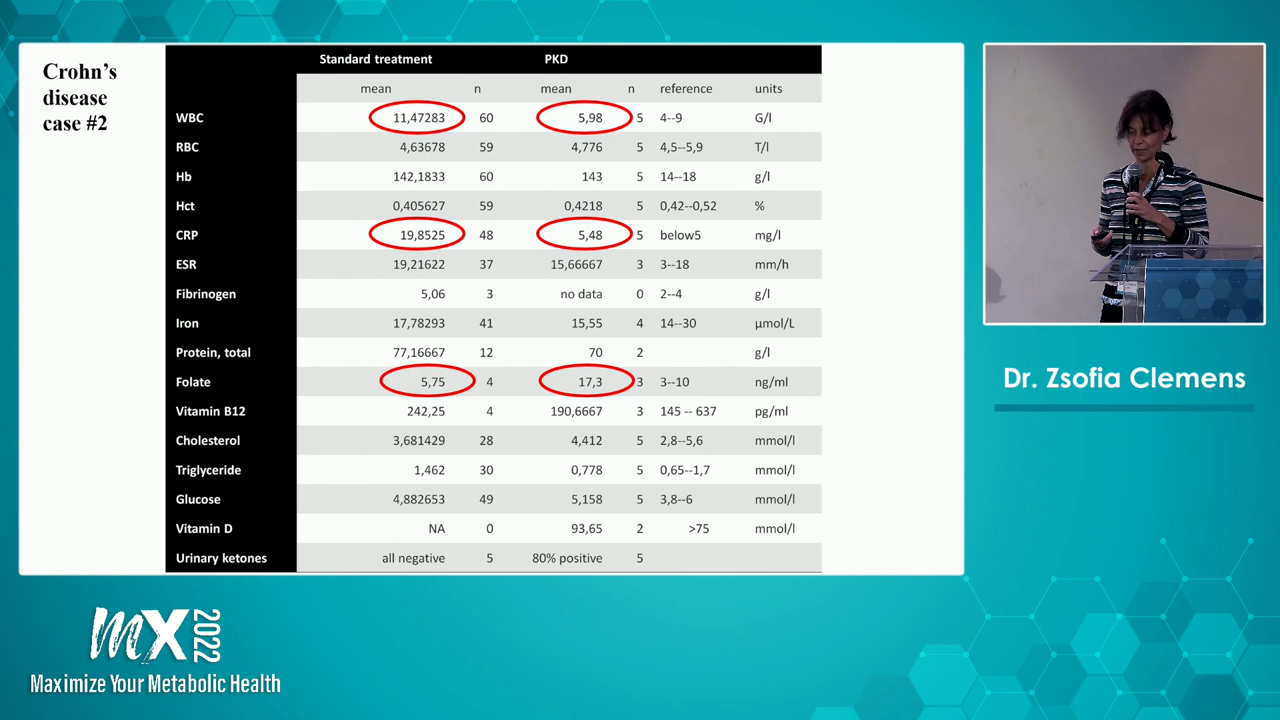 Crohn's
disease
case #2
Standard treatment PKD
mean n mean n reference units
WBC 11,47283 60 5,98 5 4--9 G/l
RBC 4,63678 59 4,776 5 4,5--5,9 T/l
Hb 142,1833 60 143 5 14--18 g/l
Hct 0,405627 59 0,4218 5 0,42--0,52 %
CRP 19,8525 48 5,48 5 below5 mg/l
ESR 19,21622 37 15,66667 3 3--18 mm/h
Fibrinogen 5,06 3 no data 0 2--4 g/l
Iron 17,78293 41 15,55 4 14--30 µmol/L
Protein, total 77,16667 12 70 2 g/l
Folate 5,75 4 17,3 3 3--10 ng/ml
Vitamin B12 242,25 4 190,6667 3 145 -- 637 pg/ml
Cholesterol 3,681429 28 4,412 5 2,8--5,6 mmol/l
Triglyceride 1,462 30 0,778 5 0,65--1,7 mmol/l
Glucose 4,882653 49 5,158 5 3,8--6 mmol/l
Vitamin D NA 0 93,65 2 >75 mmol/l
Urinary ketones all negative 5 80% positive 5
Dr. Zsofia Clemens
mx 2022
Maximize Your Metabolic Health